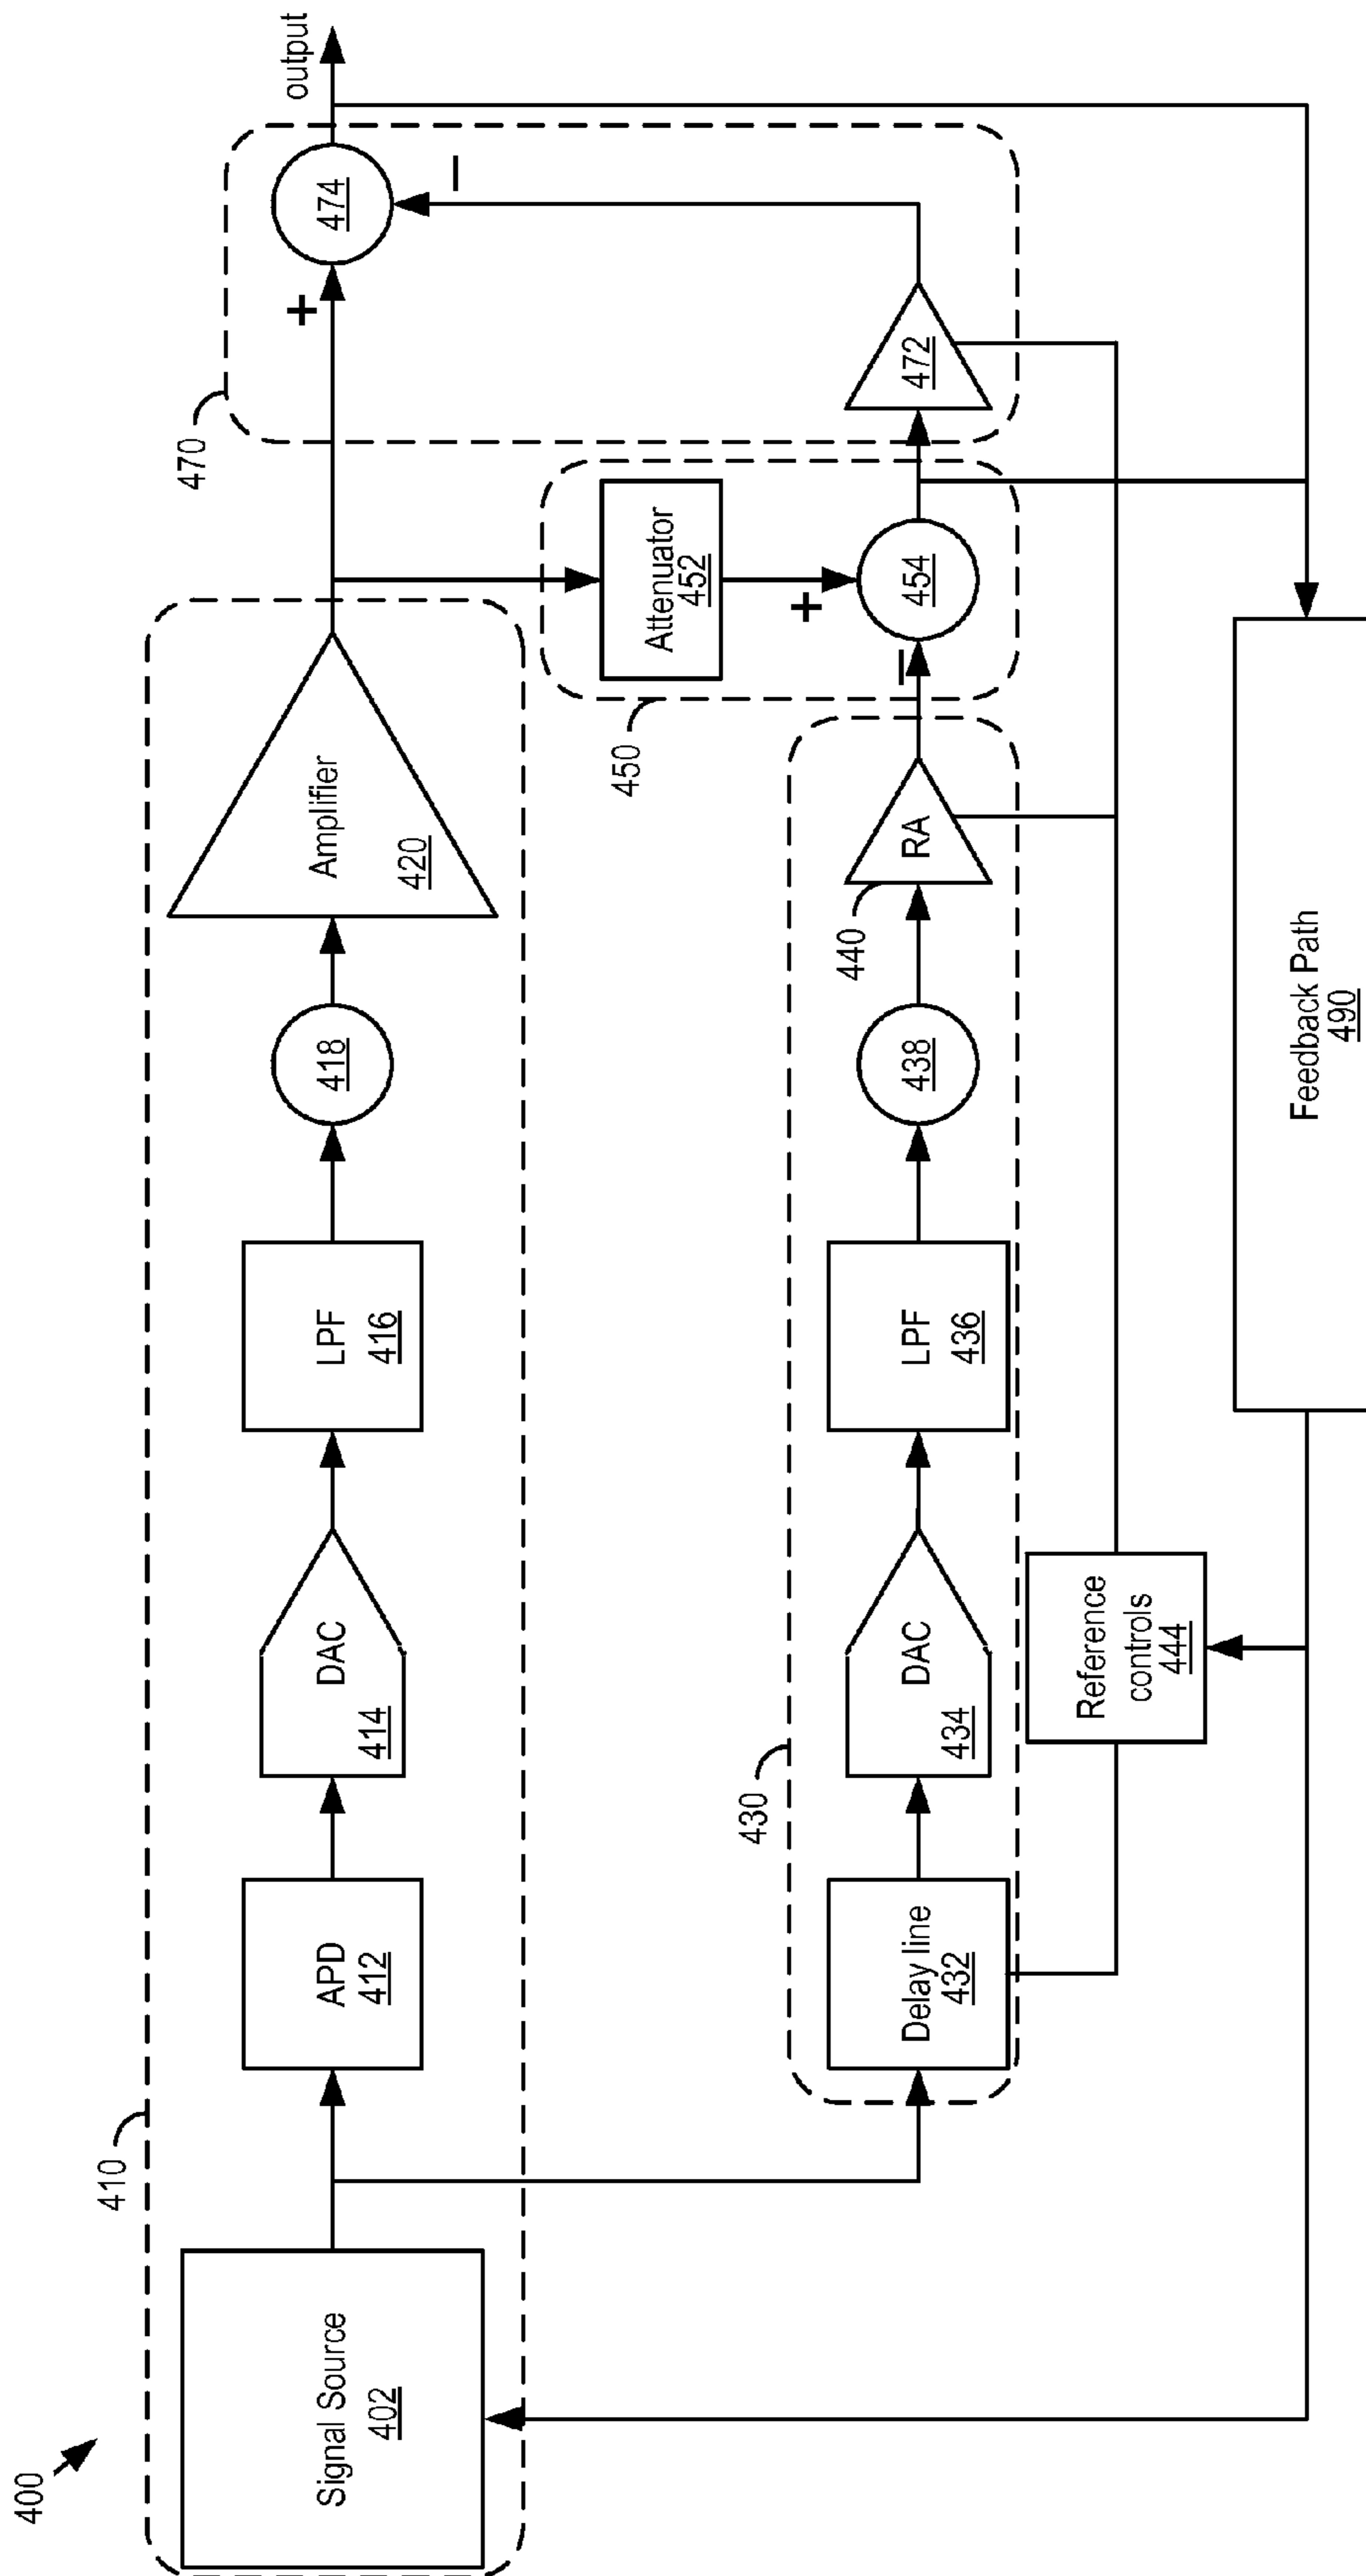 400
410
Signal Source
402
APD
412
DAC
414
LPF
416
418
Amplifier
420
470
+
474
output
−
450
Attenuator
452
+
−
454
472
430
Delay line
432
DAC
434
LPF
436
438
440
RA
Reference
controls
444
Feedback Path
490